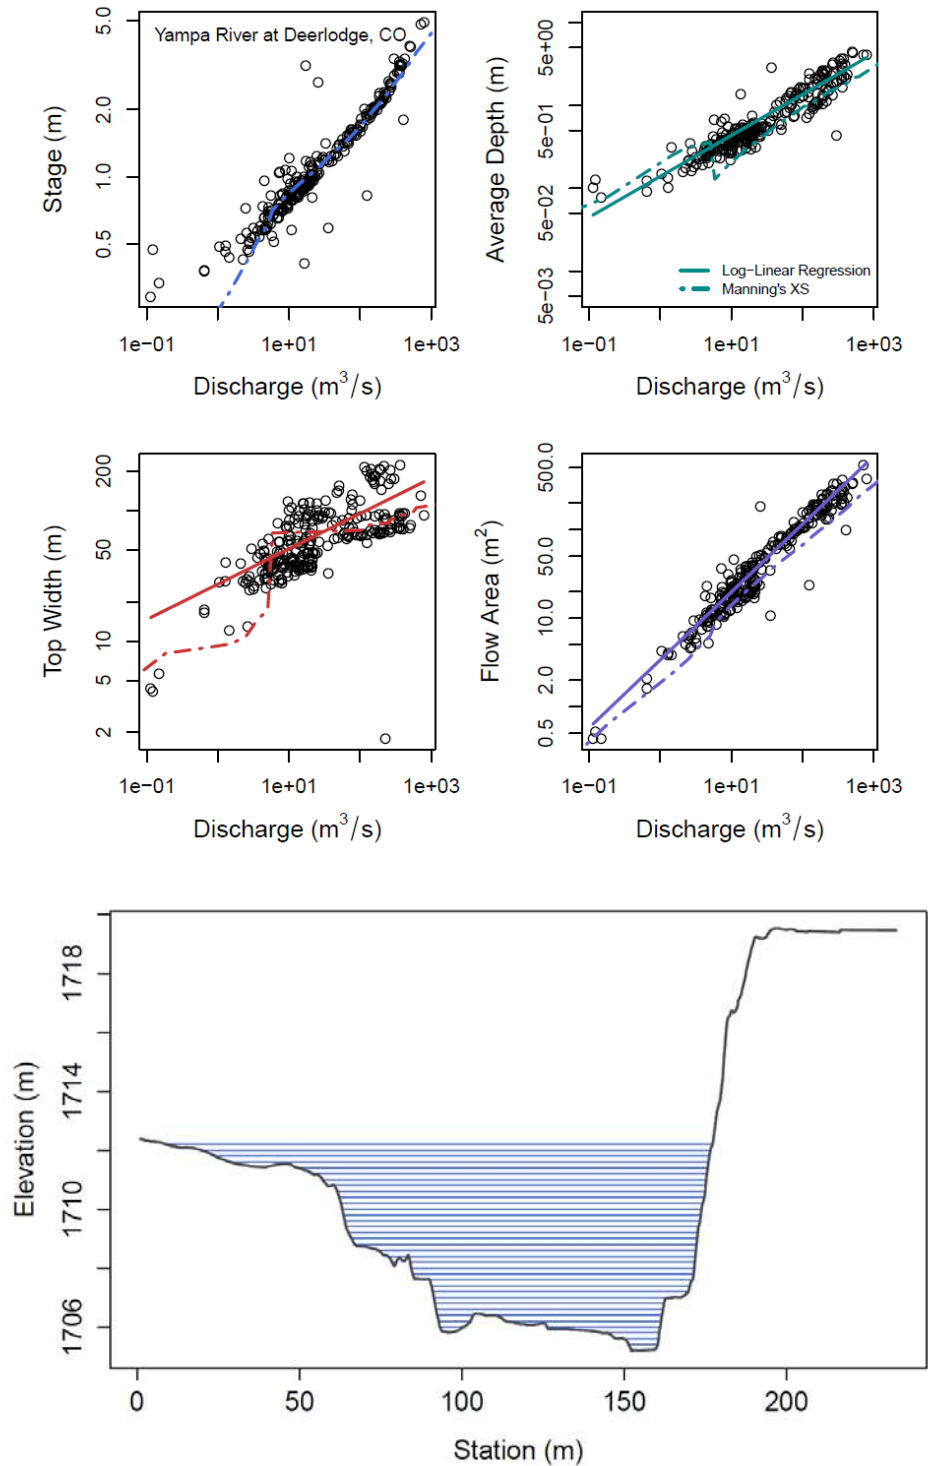 Yampa River at Deerlodge, CO
Stage (m)
5.0
2.0
1.0
0.5
1e−01
1e+01
1e+03
Discharge (m³/s)
Average Depth (m)
5e+00
5e−01
5e−02
5e−03
Log−Linear Regression
Manning's XS
1e−01
1e+01
1e+03
Discharge (m³/s)
Top Width (m)
200
50
10
5
2
1e−01
1e+01
1e+03
Discharge (m³/s)
Flow Area (m²)
500.0
50.0
10.0
2.0
0.5
1e−01
1e+01
1e+03
Discharge (m³/s)
Elevation (m)
1718
1714
1710
1706
0
50
100
150
200
Station (m)